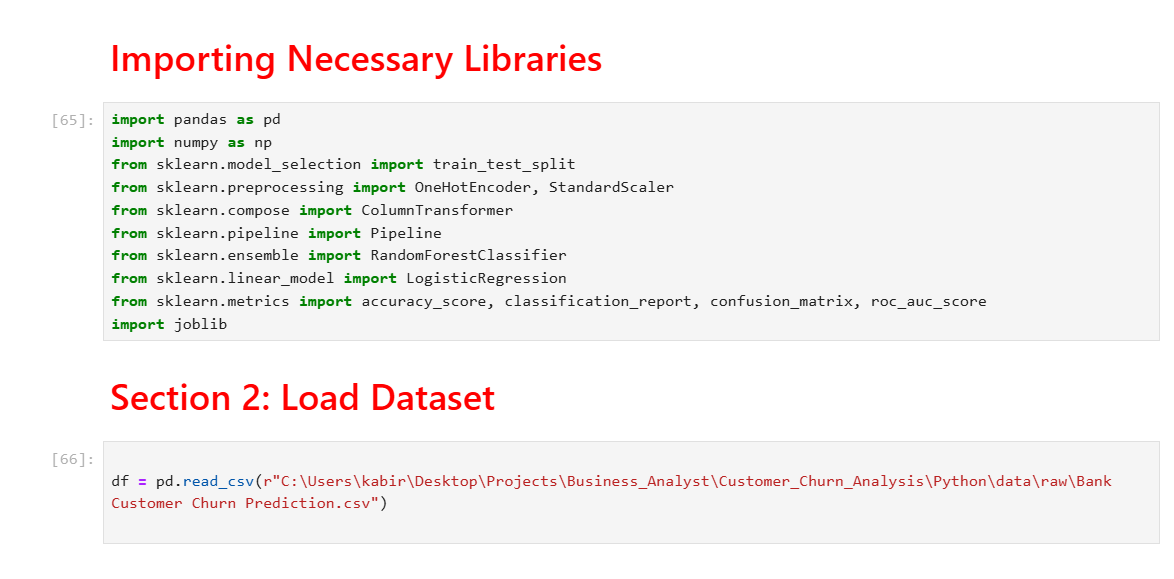 Importing Necessary Libraries
[65]:
import pandas as pd
import numpy as np
from sklearn.model_selection import train_test_split
from sklearn.preprocessing import OneHotEncoder, StandardScaler
from sklearn.compose import ColumnTransformer
from sklearn.pipeline import Pipeline
from sklearn.ensemble import RandomForestClassifier
from sklearn.linear_model import LogisticRegression
from sklearn.metrics import accuracy_score, classification_report, confusion_matrix, roc_auc_score
import joblib
Section 2: Load Dataset
[66]:
df = pd.read_csv(r"C:\Users\kabir\Desktop\Projects\Business_Analyst\Customer_Churn_Analysis\Python\data\raw\Bank
Customer Churn Prediction.csv")